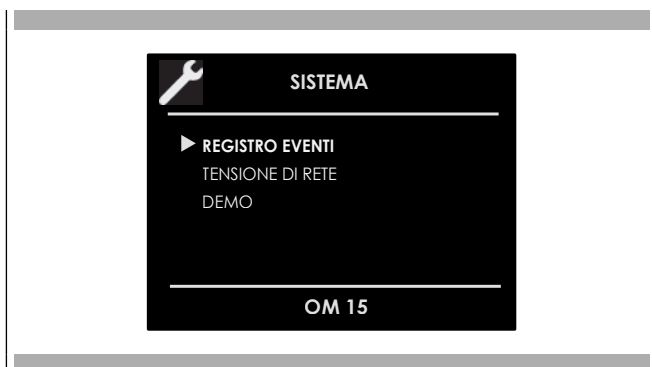 SISTEMA
REGISTRO EVENTI
TENSIONE DI RETE
DEMO
OM 15